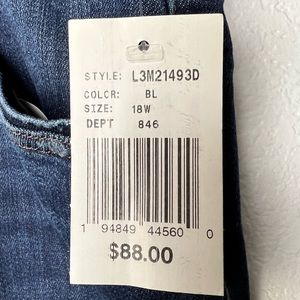 STYLE: L3M21493D
COLOR: BL
SIZE: 18W
DEPT 846
1 94849 44560 0
$88.00